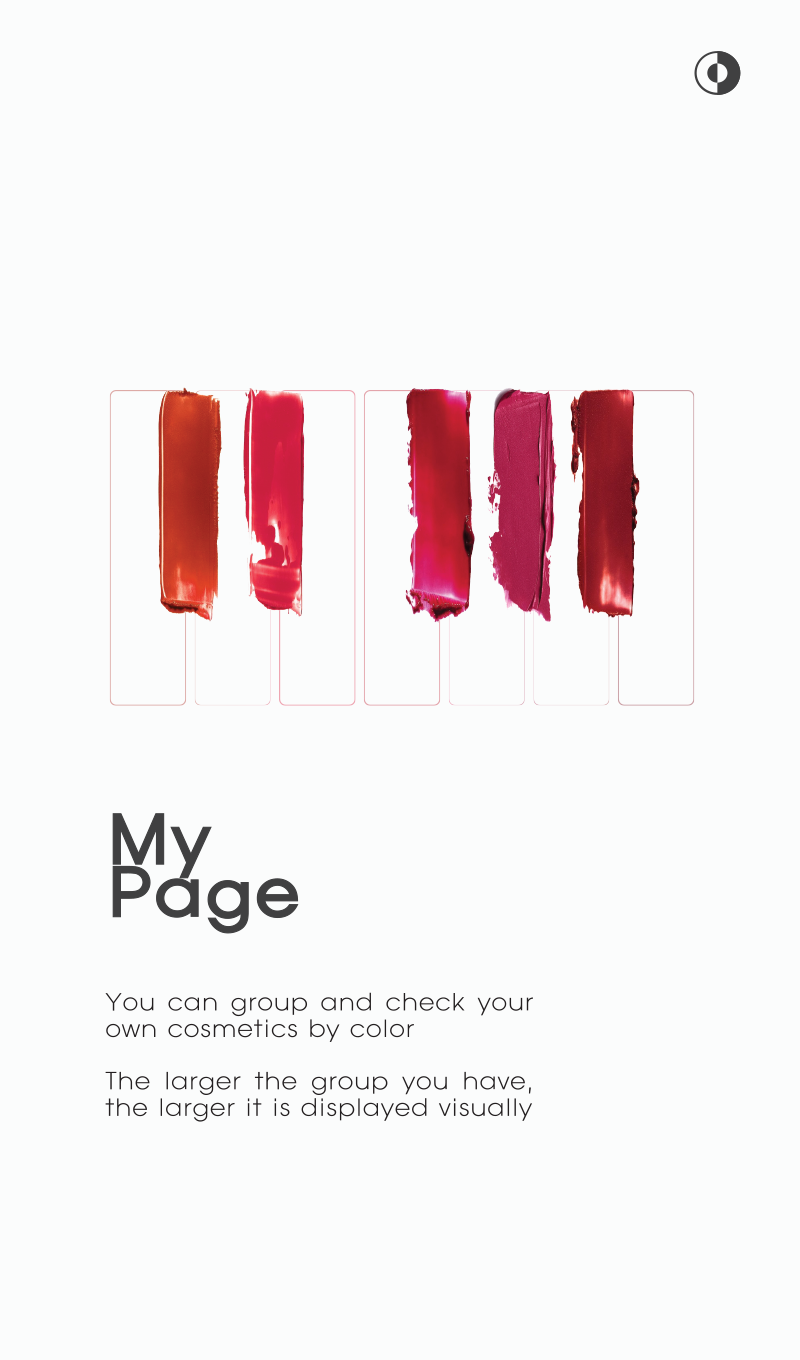 My
Page
You can group and check your
own cosmetics by color
The larger the group you have,
the larger it is displayed visually